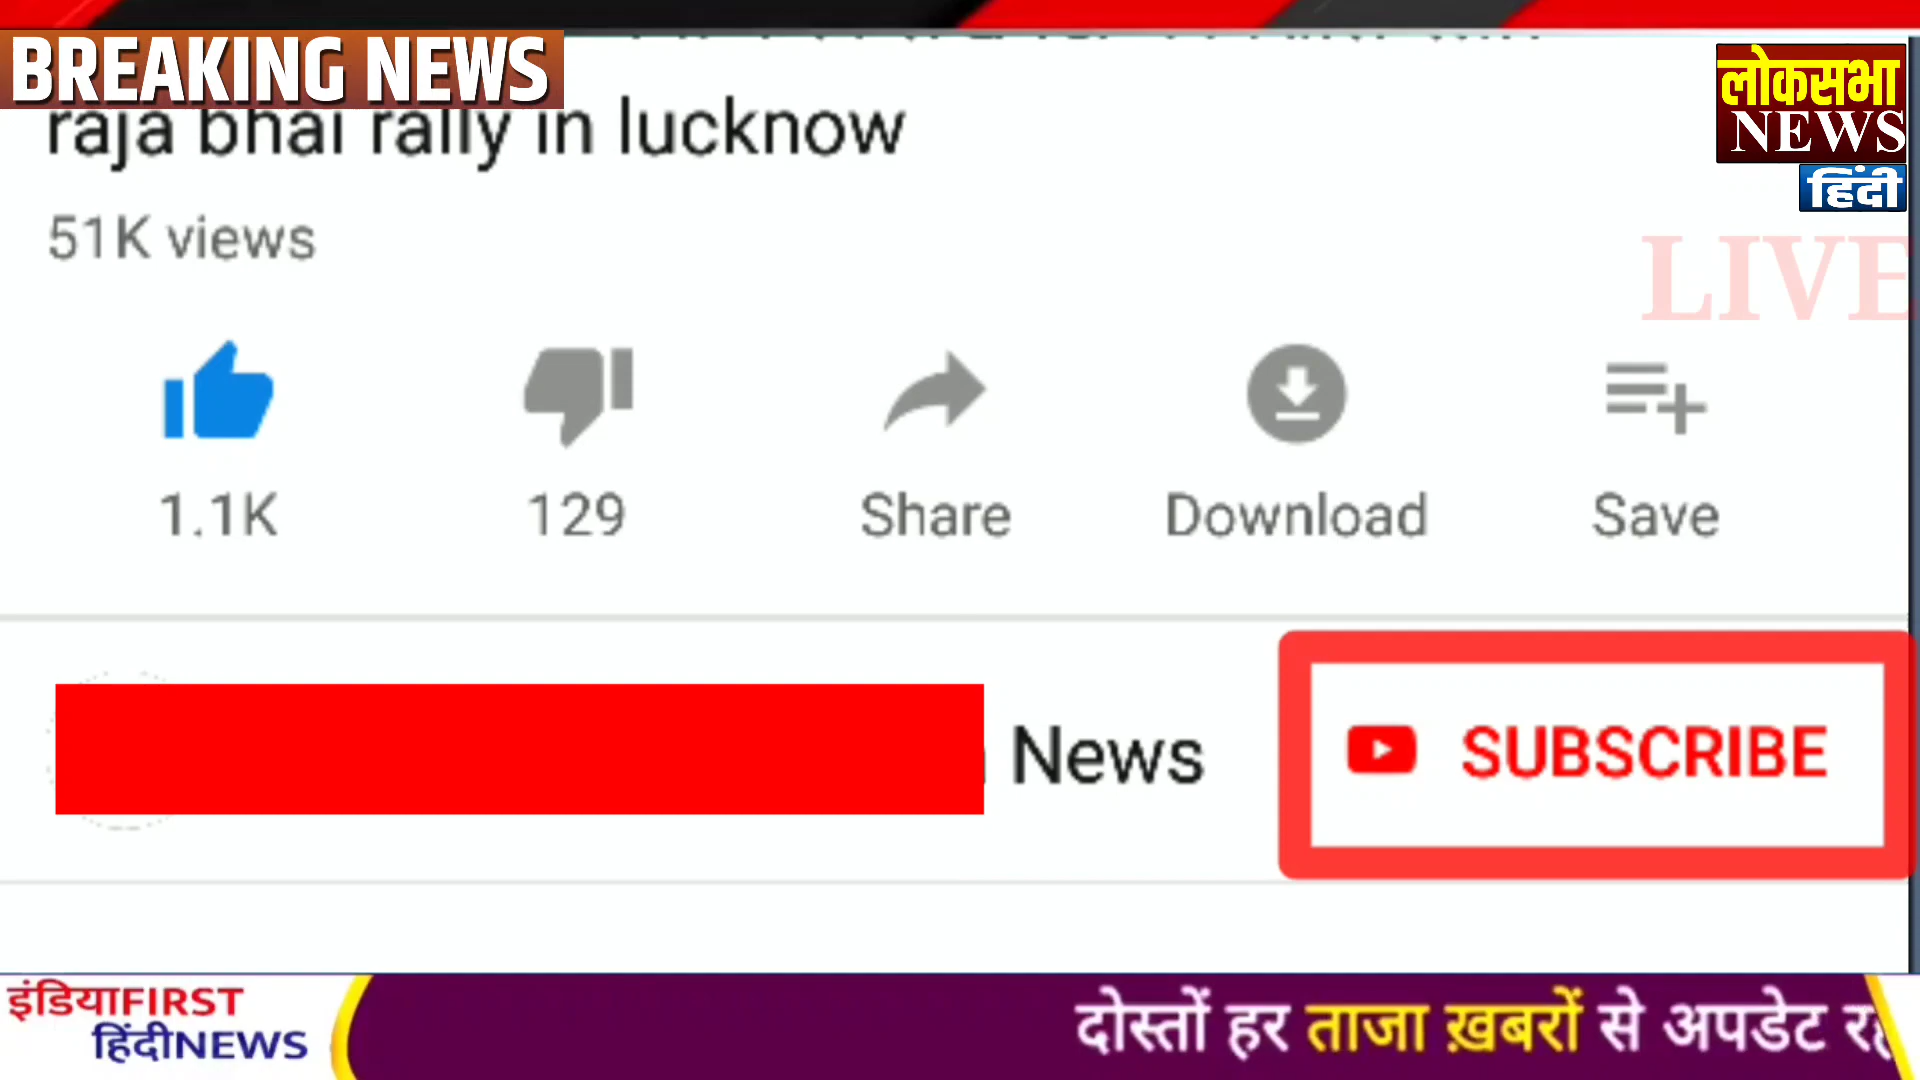 BREAKING NEWS
लोकसभा
NEWS
हिंदी
raja bhai rally in lucknow
51K views
LIVE
1.1K 129 Share Download Save
News SUBSCRIBE
इंडियाFIRST
हिंदीNEWS
दोस्तों हर ताजा ख़बरों से अपडेट